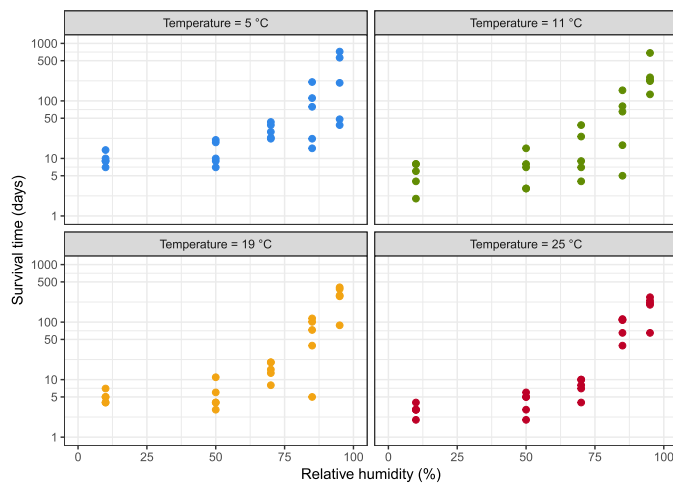 Temperature = 5 °C
Temperature = 11 °C
1000
500
100
50
10
5
1
Survival time (days)
Temperature = 19 °C
Temperature = 25 °C
1000
500
100
50
10
5
1
0 25 50 75 100 0 25 50 75 100
Relative humidity (%)